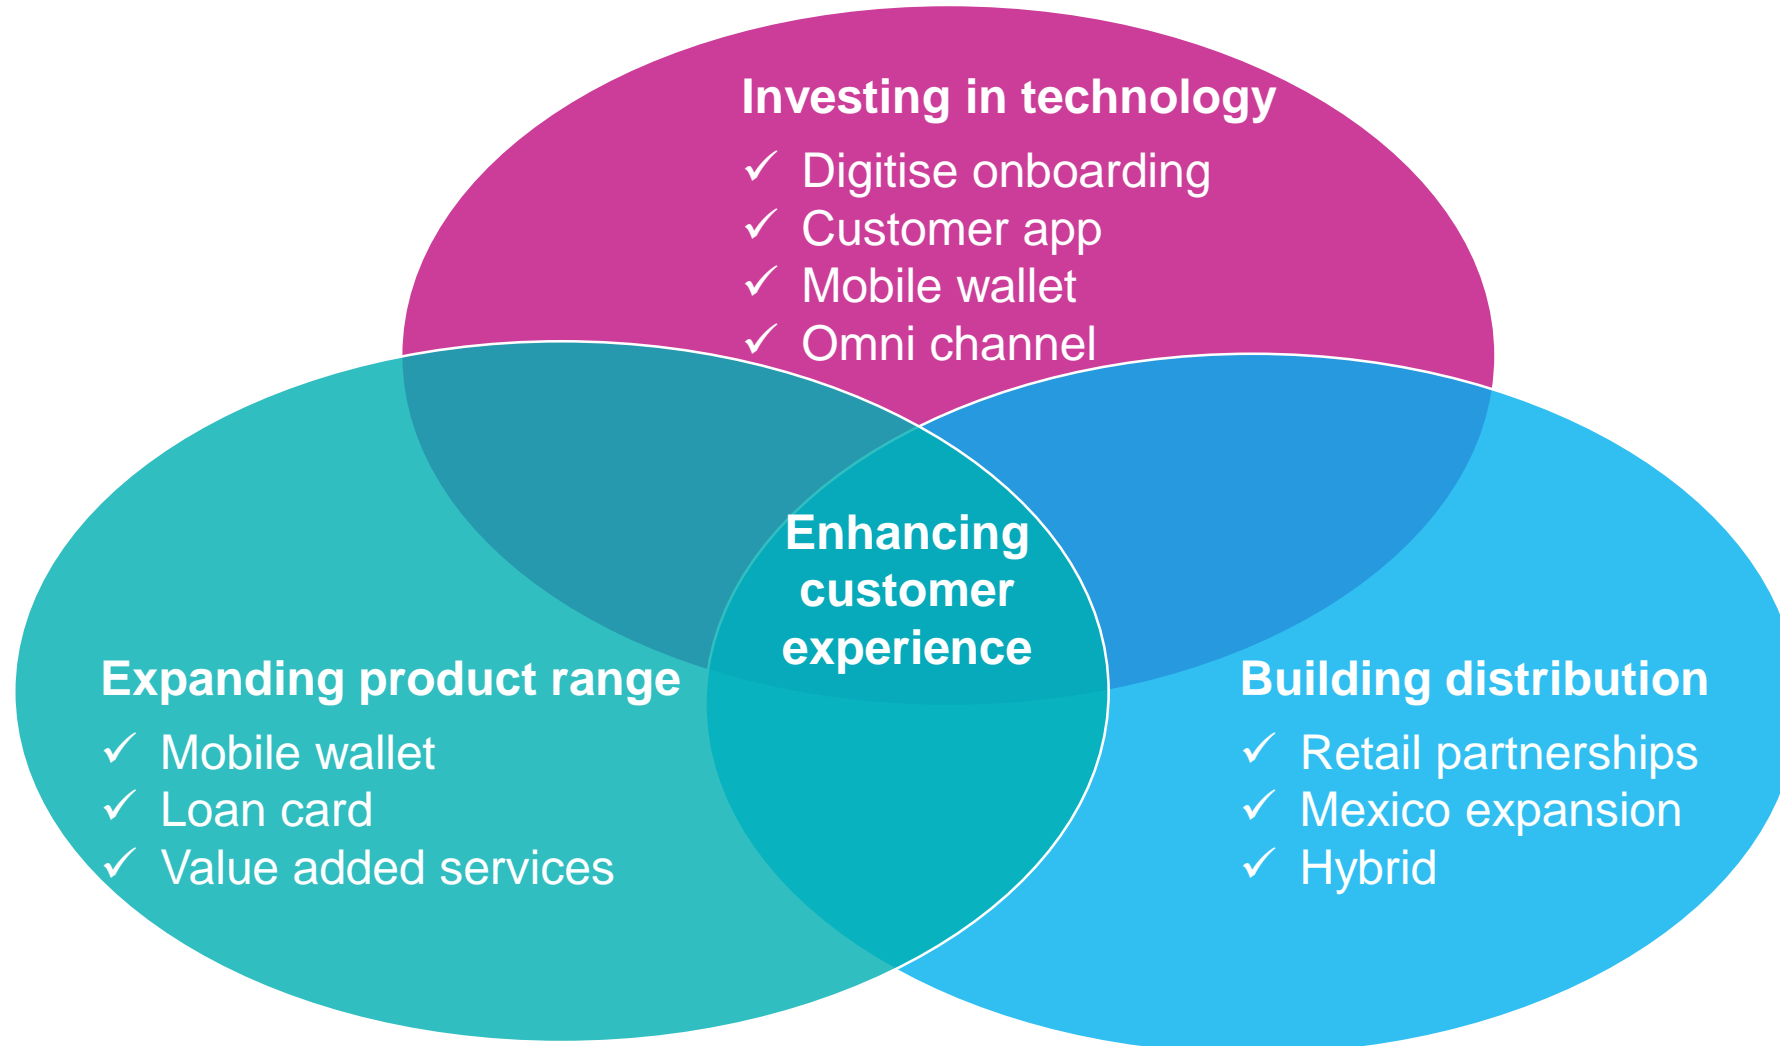 Investing in technology
✓ Digitise onboarding
✓ Customer app
✓ Mobile wallet
✓ Omni channel
Enhancing
customer
experience
Expanding product range
✓ Mobile wallet
✓ Loan card
✓ Value added services
Building distribution
✓ Retail partnerships
✓ Mexico expansion
✓ Hybrid